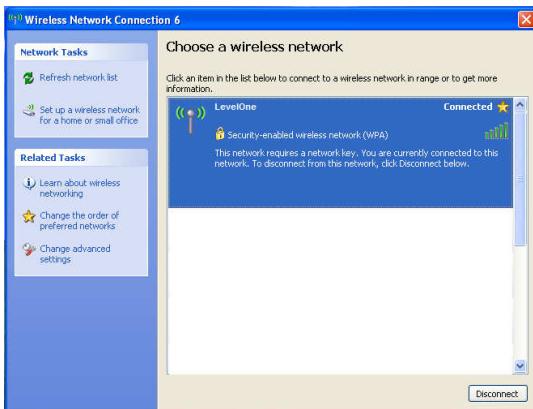 Wireless Network Connection 6
Network Tasks
Refresh network list
Set up a wireless network
for a home or small office
Related Tasks
Learn about wireless
networking
Change the order of
preferred networks
Change advanced
settings
Choose a wireless network
Click an item in the list below to connect to a wireless network in range or to get more
information.
LevelOne Connected
Security-enabled wireless network (WPA)
This network requires a network key. You are currently connected to this
network. To disconnect from this network, click Disconnect below.
Disconnect